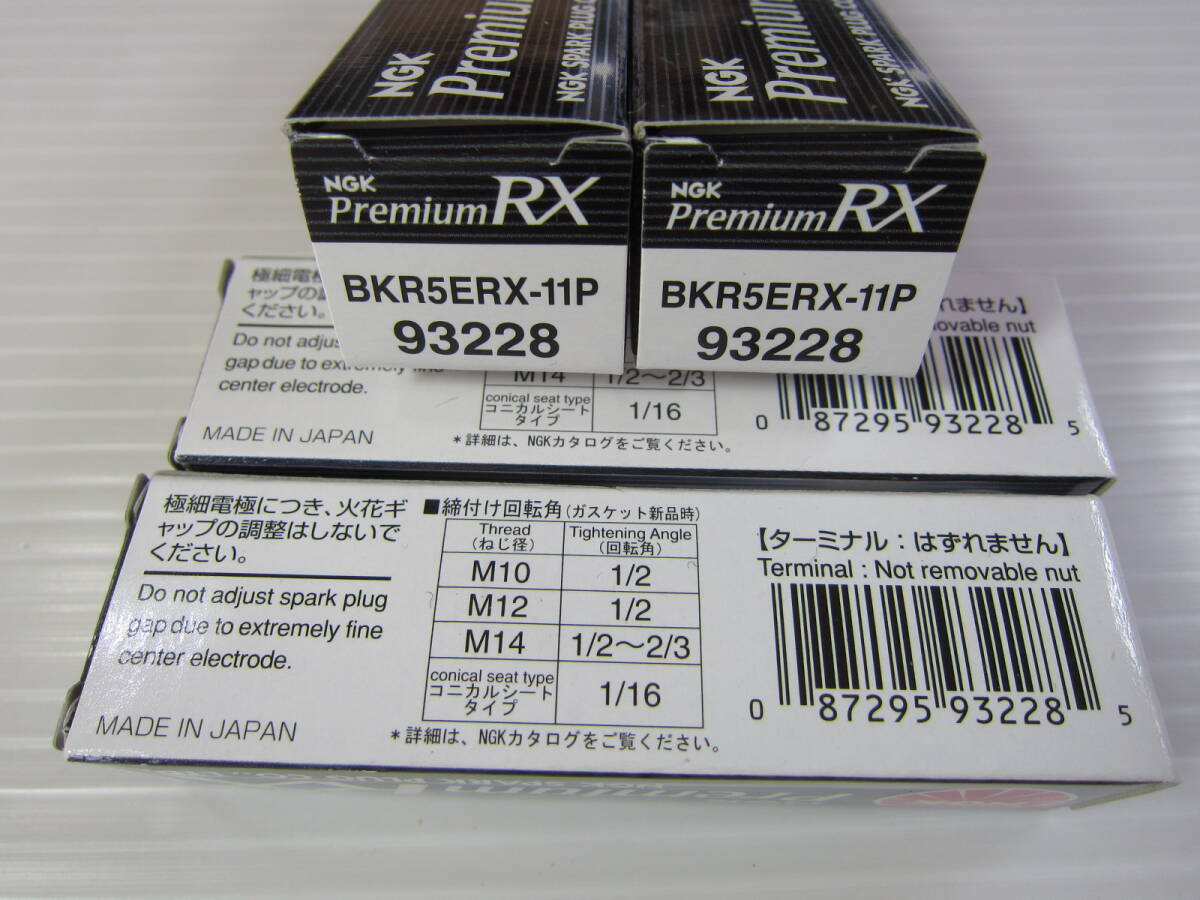 NGK
Premium
NGK SPARK PLUG C
NGK
Premium
NGK SPARK PLUG CO
NGK
Premium RX
BKR5ERX-11P
93228
NGK
Premium RX
BKR5ERX-11P
93228
極細電極
ャップの調
ください。
Do not adjus
gap due to extremely fine
center electrode.
MADE IN JAPAN
M14 1/2～2/3
conical seat type
コニカルシート
タイプ
1/16
*詳細は、NGKカタログをご覧ください。
れません】
movable nut
0 87295 93228 5
極細電極につき、火花ギ
ャップの調整はしないで
ください。
Do not adjust spark plug
gap due to extremely fine
center electrode.
MADE IN JAPAN
■締付け回転角(ガスケット新品時)
Thread Tightening Angle
(ねじ径) (回転角)
M10 1/2
M12 1/2
M14 1/2～2/3
conical seat type
コニカルシート
タイプ
1/16
*詳細は、NGKカタログをご覧ください。
【ターミナル：はずれません】
Terminal : Not removable nut
0 87295 93228 5
Premium